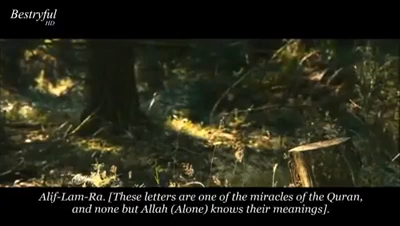 Bestryful
HD
Alif-Lam-Ra. [These letters are one of the miracles of the Quran,
and none but Allah (Alone) knows their meanings].